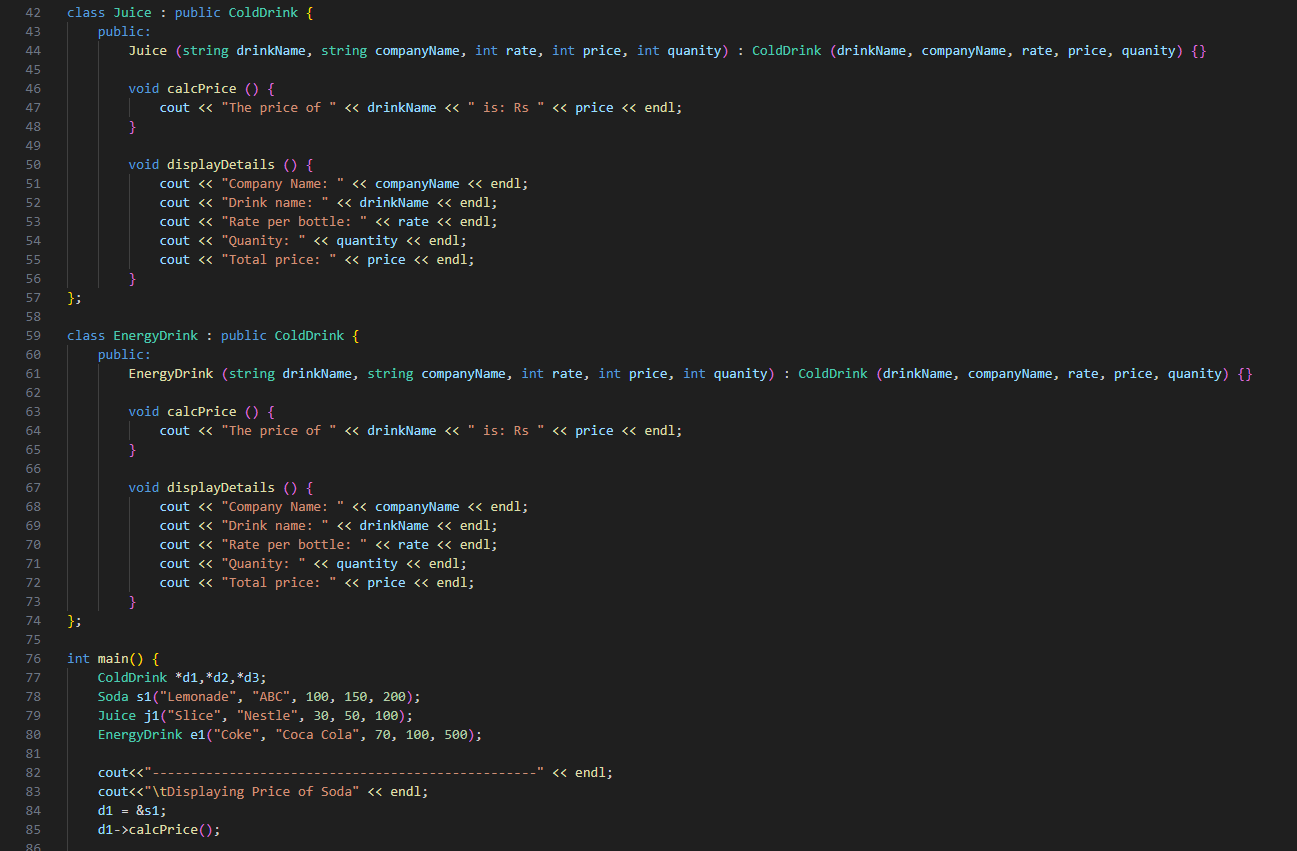 42 class Juice : public ColdDrink {
43 public:
44 Juice (string drinkName, string companyName, int rate, int price, int quanity) : ColdDrink (drinkName, companyName, rate, price, quanity) {}
45
46 void calcPrice () {
47 cout << "The price of " << drinkName << " is: Rs " << price << endl;
48 }
49
50 void displayDetails () {
51 cout << "Company Name: " << companyName << endl;
52 cout << "Drink name: " << drinkName << endl;
53 cout << "Rate per bottle: " << rate << endl;
54 cout << "Quanity: " << quantity << endl;
55 cout << "Total price: " << price << endl;
56 }
57 };
58
59 class EnergyDrink : public ColdDrink {
60 public:
61 EnergyDrink (string drinkName, string companyName, int rate, int price, int quanity) : ColdDrink (drinkName, companyName, rate, price, quanity) {}
62
63 void calcPrice () {
64 cout << "The price of " << drinkName << " is: Rs " << price << endl;
65 }
66
67 void displayDetails () {
68 cout << "Company Name: " << companyName << endl;
69 cout << "Drink name: " << drinkName << endl;
70 cout << "Rate per bottle: " << rate << endl;
71 cout << "Quanity: " << quantity << endl;
72 cout << "Total price: " << price << endl;
73 }
74 };
75
76 int main() {
77 ColdDrink *d1,*d2,*d3;
78 Soda s1("Lemonade", "ABC", 100, 150, 200);
79 Juice j1("Slice", "Nestle", 30, 50, 100);
80 EnergyDrink e1("Coke", "Coca Cola", 70, 100, 500);
81
82 cout<<"--------------------------------------------------" << endl;
83 cout<<"\tDisplaying Price of Soda" << endl;
84 d1 = &s1;
85 d1->calcPrice();
86